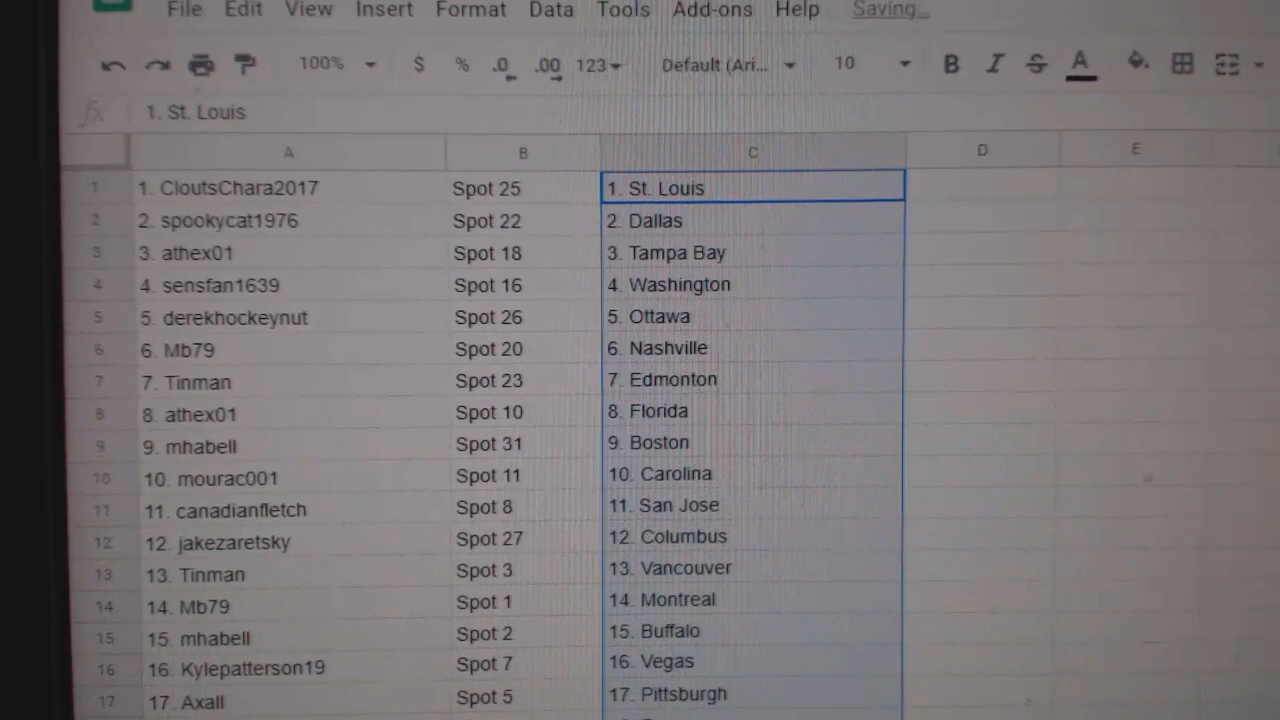 File Edit View Insert Format Data Tools Add-ons Help Saving...
100% $ % .0 .00 123 Default (Ari... 10 B I S A
fx 1. St. Louis
A B C D E
1 1. CloutsChara2017 Spot 25 1. St. Louis
2 2. spookycat1976 Spot 22 2. Dallas
3 3. athex01 Spot 18 3. Tampa Bay
4 4. sensfan1639 Spot 16 4. Washington
5 5. derekhockeynut Spot 26 5. Ottawa
6 6. Mb79 Spot 20 6. Nashville
7 7. Tinman Spot 23 7. Edmonton
8 8. athex01 Spot 10 8. Florida
9 9. mhabell Spot 31 9. Boston
10 10. mourac001 Spot 11 10. Carolina
11 11. canadianfletch Spot 8 11. San Jose
12 12. jakezaretsky Spot 27 12. Columbus
13 13. Tinman Spot 3 13. Vancouver
14 14. Mb79 Spot 1 14. Montreal
15 15. mhabell Spot 2 15. Buffalo
16 16. Kylepatterson19 Spot 7 16. Vegas
17 17. Axall Spot 5 17. Pittsburgh